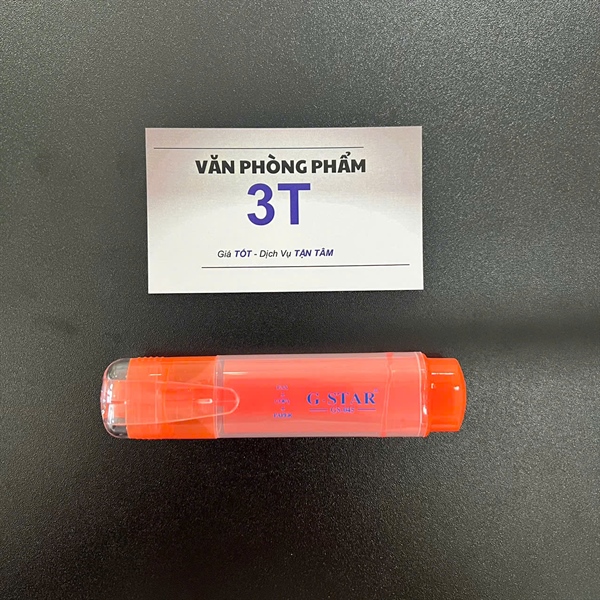 VĂN PHÒNG PHẨM
3T
Giá TỐT - Dịch Vụ TẬN TÂM
G STAR